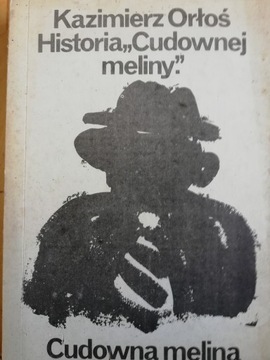 Kazimierz Orłoś
Historia „Cudownej
meliny."
Cudowna melina